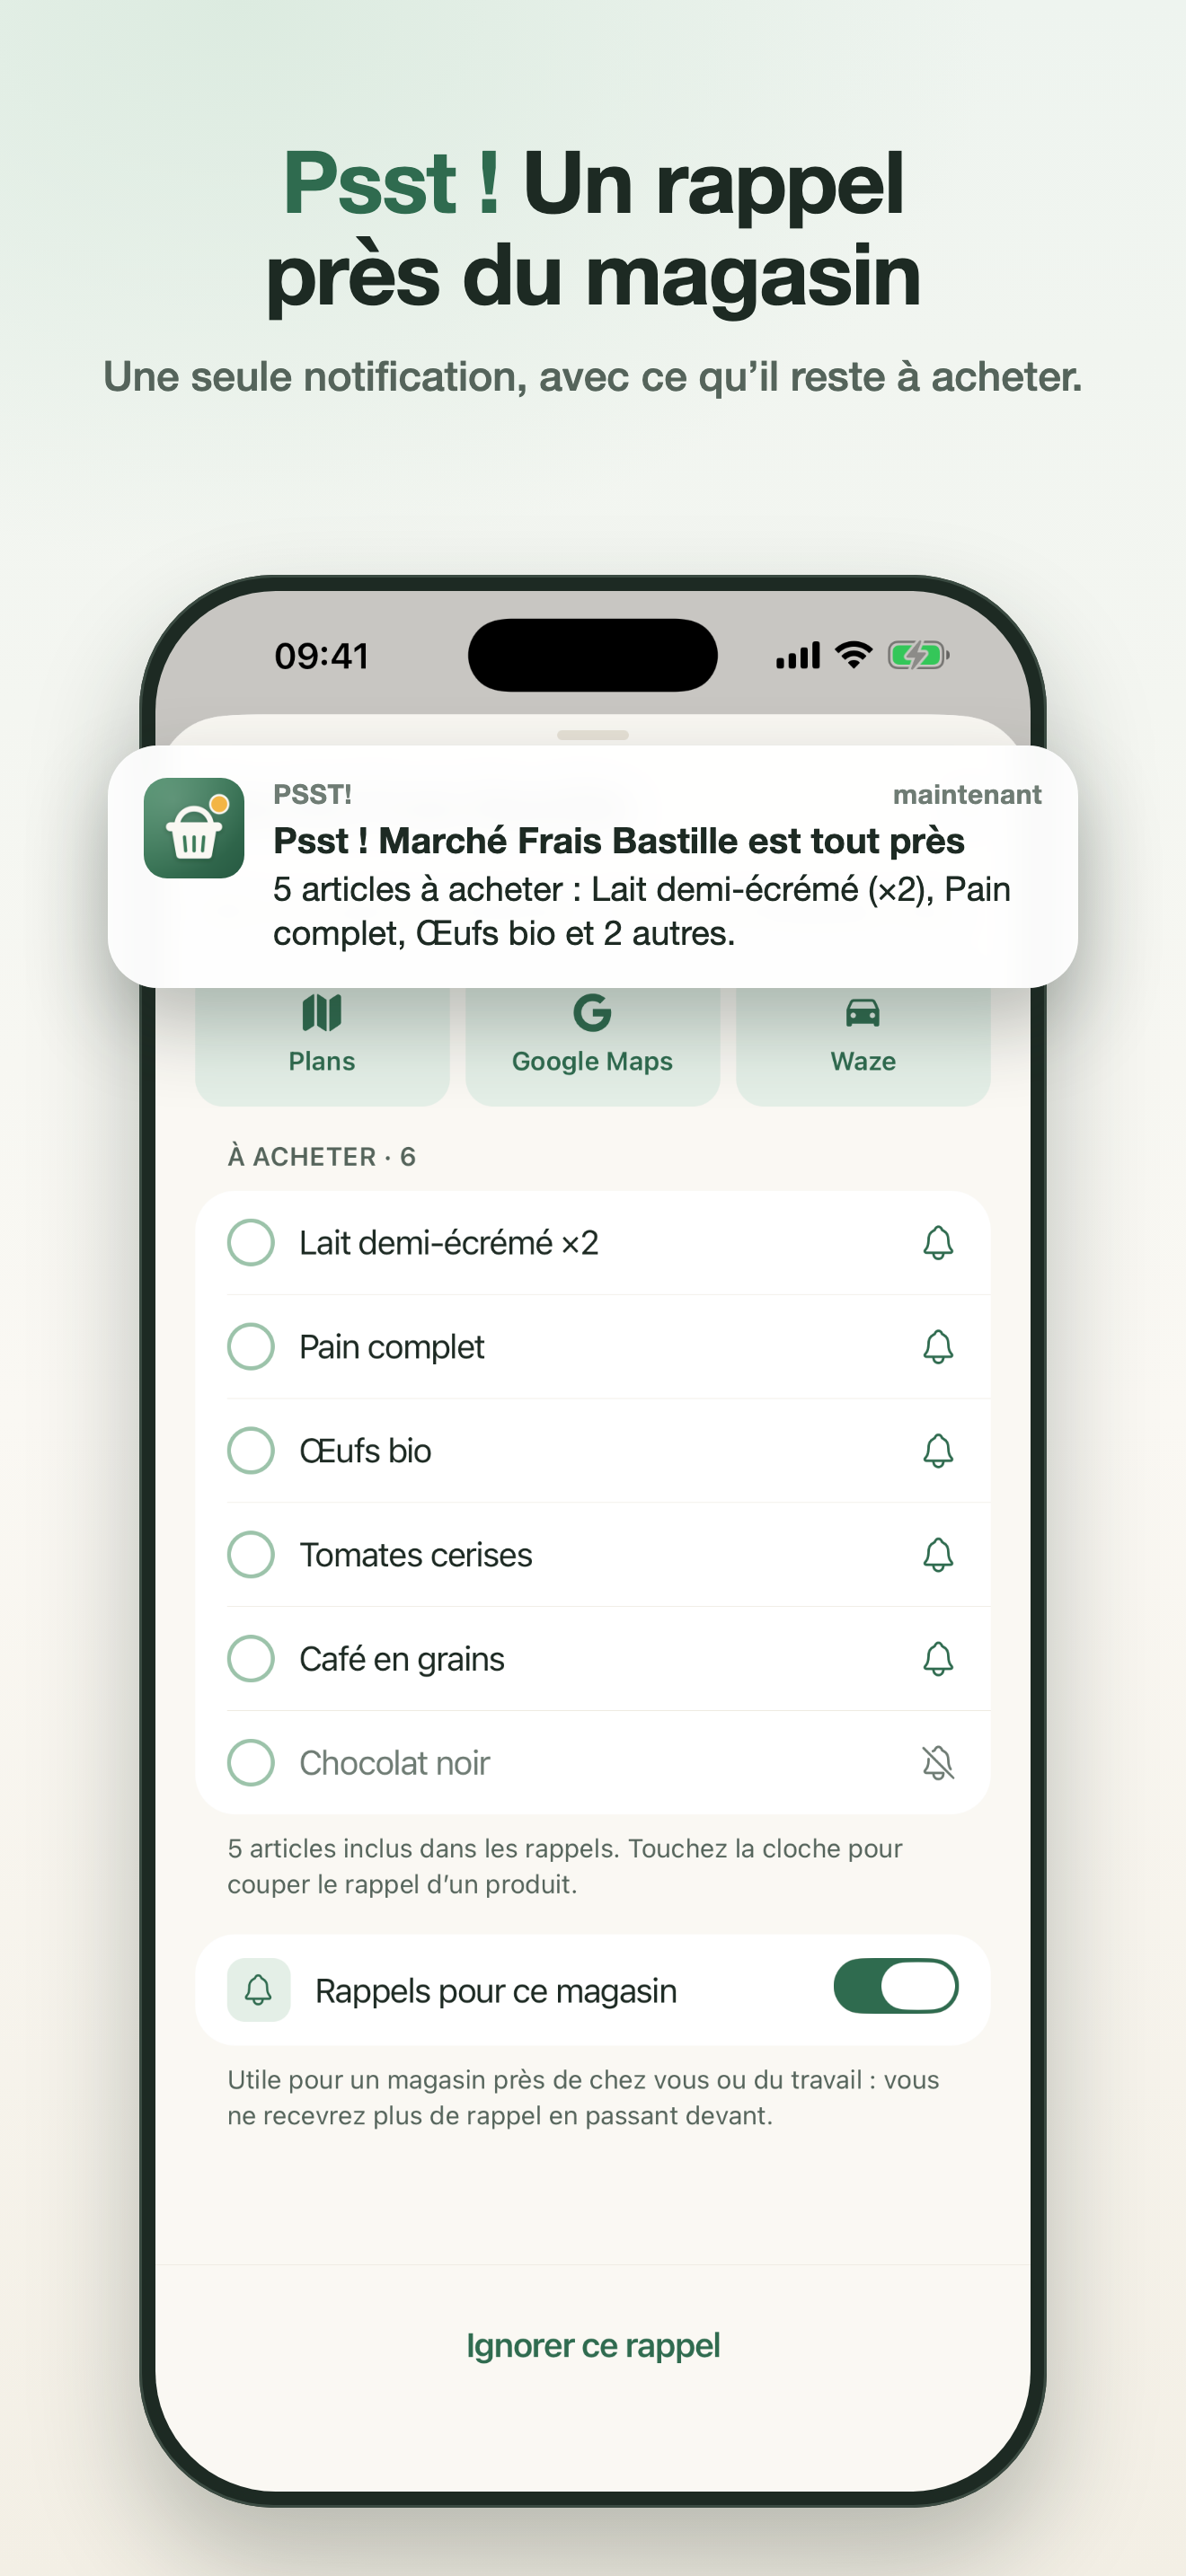 Psst ! Un rappel
près du magasin
Une seule notification, avec ce qu’il reste à acheter.
09:41
PSST!
maintenant
Psst ! Marché Frais Bastille est tout près
5 articles à acheter : Lait demi-écrémé (×2), Pain
complet, Œufs bio et 2 autres.
Plans
Google Maps
Waze
À ACHETER · 6
Lait demi-écrémé ×2
Pain complet
Œufs bio
Tomates cerises
Café en grains
Chocolat noir
5 articles inclus dans les rappels. Touchez la cloche pour
couper le rappel d’un produit.
Rappels pour ce magasin
Utile pour un magasin près de chez vous ou du travail : vous
ne recevrez plus de rappel en passant devant.
Ignorer ce rappel